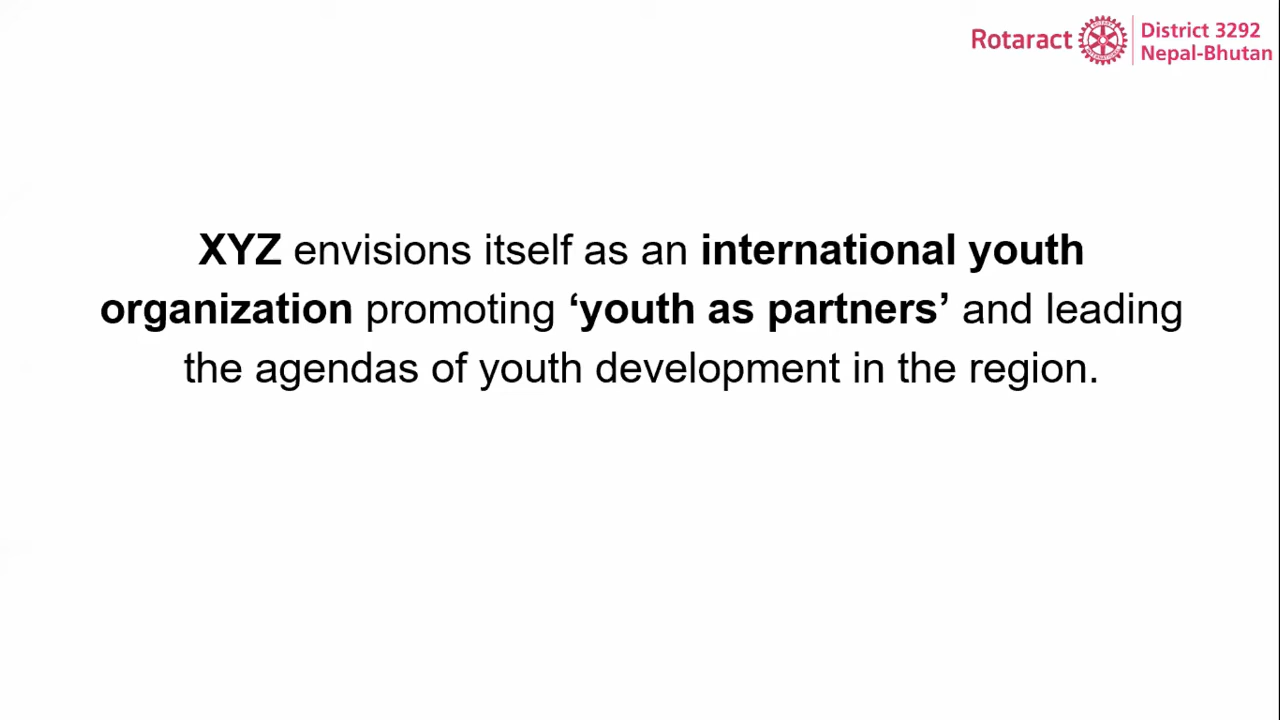 Rotaract
District 3292
Nepal-Bhutan
XYZ envisions itself as an international youth
organization promoting ‘youth as partners’ and leading
the agendas of youth development in the region.